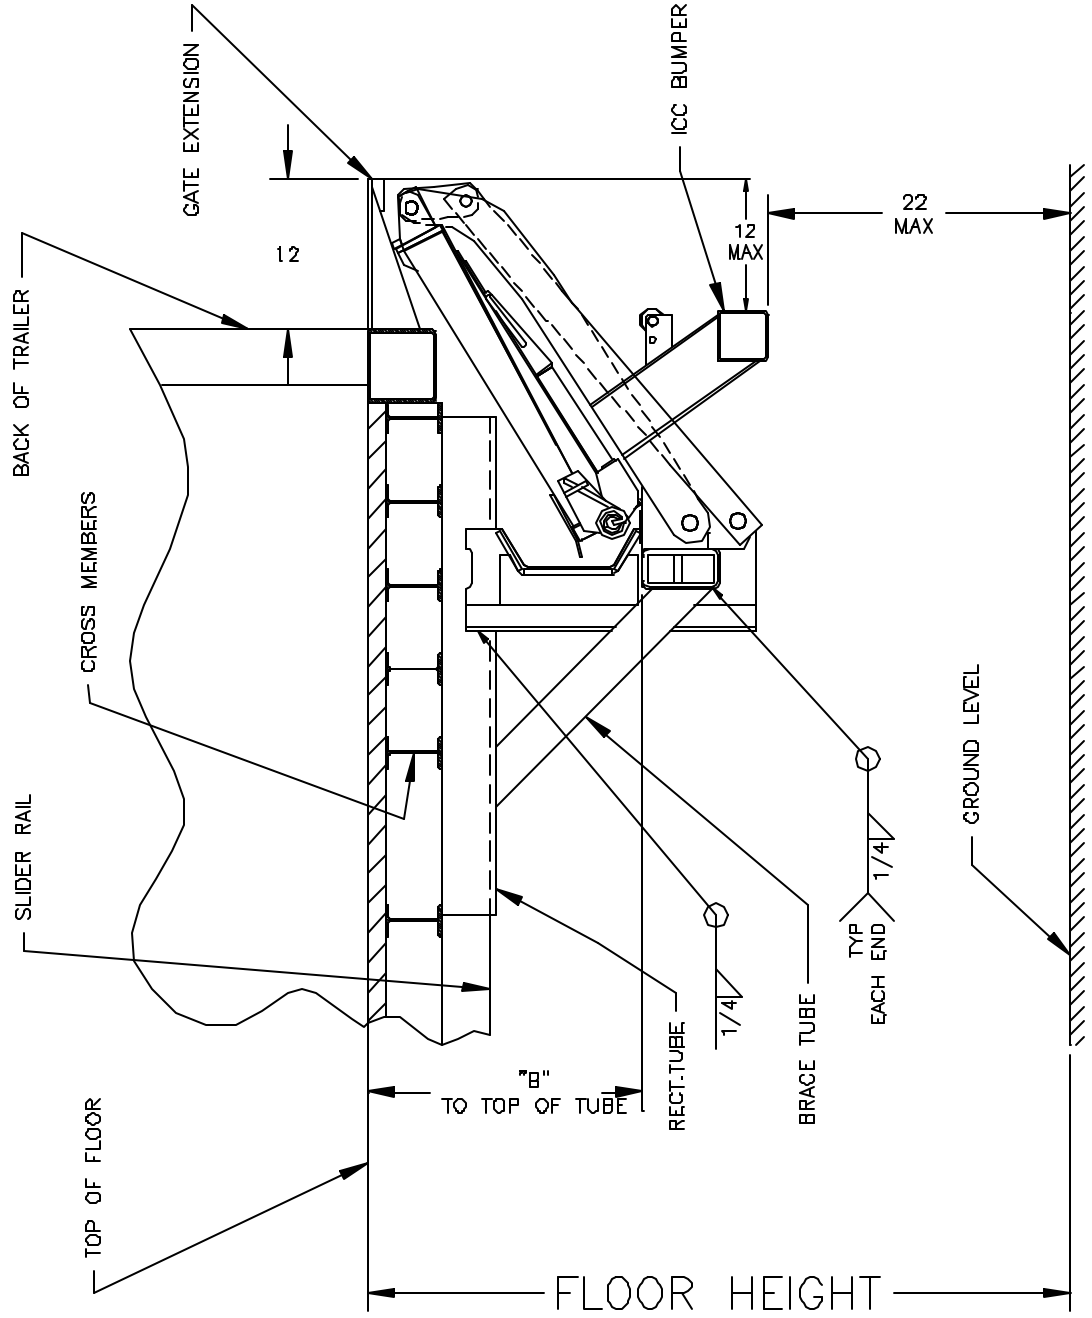 GATE EXTENSION
ICC BUMPER
12
12
MAX
22
MAX
BACK OF TRAILER
CROSS MEMBERS
SLIDER RAIL
GROUND LEVEL
1/4
TYP
EACH END
1/4
RECT.TUBE
BRACE TUBE
"B"
TO TOP OF TUBE
TOP OF FLOOR
FLOOR HEIGHT